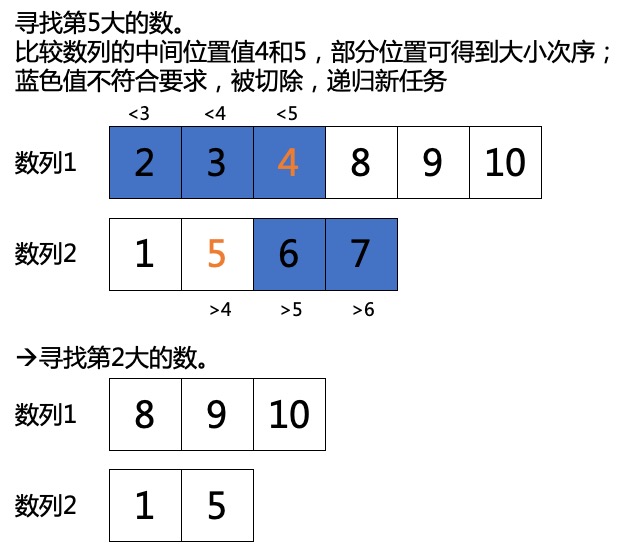 寻找第5大的数。
比较数列的中间位置值4和5，部分位置可得到大小次序；
蓝色值不符合要求，被切除，递归新任务
<3 <4 <5
数列1 2 3 4 8 9 10
数列2 1 5 6 7
>4 >5 >6
→寻找第2大的数。
数列1 8 9 10
数列2 1 5